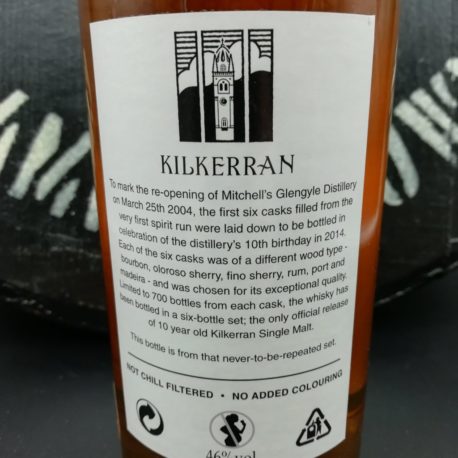 KILKERRAN
To mark the re-opening of Mitchell's Glengyle Distillery
on March 25th 2004, the first six casks filled from the
very first spirit run were laid down to be bottled in
celebration of the distillery's 10th birthday in 2014.
Each of the six casks was of a different wood type -
bourbon, oloroso sherry, fino sherry, rum, port and
madeira - and was chosen for its exceptional quality.
Limited to 700 bottles from each cask, the whisky has
been bottled in a six-bottle set; the only official release
of 10 year old Kilkerran Single Malt.
This bottle is from that never-to-be-repeated set.
NOT CHILL FILTERED • NO ADDED COLOURING
46% vol